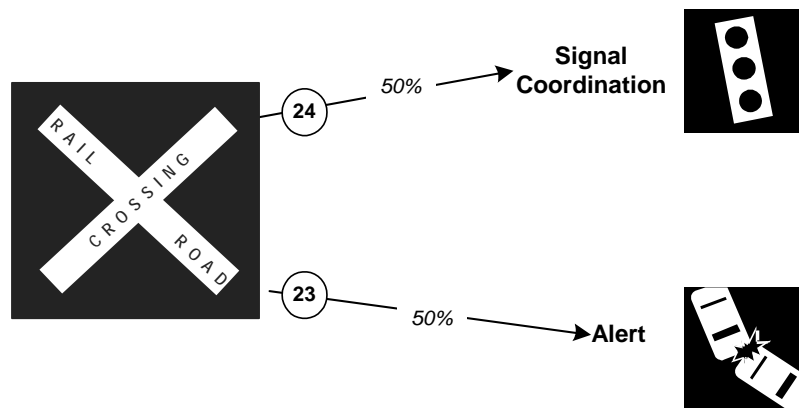 RAIL
CROSSING
ROAD
24
50%
Signal
Coordination
23
50%
Alert